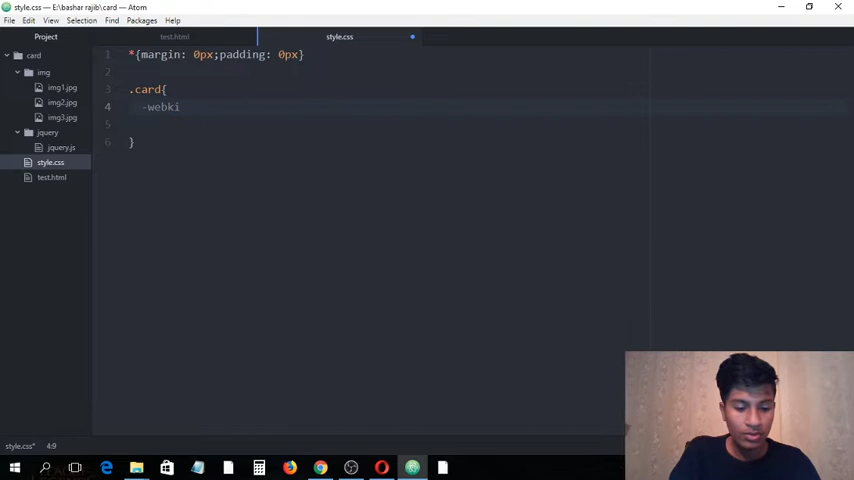 style.css — E:\bashar rajib\card — Atom
File Edit View Selection Find Packages Help
Project test.html style.css
card
img
img1.jpg
img2.jpg
img3.jpg
jquery
jquery.js
style.css
test.html
1 *{margin: 0px;padding: 0px}
2
3 .card{
4 -webki
5
6 }
style.css* 4:9